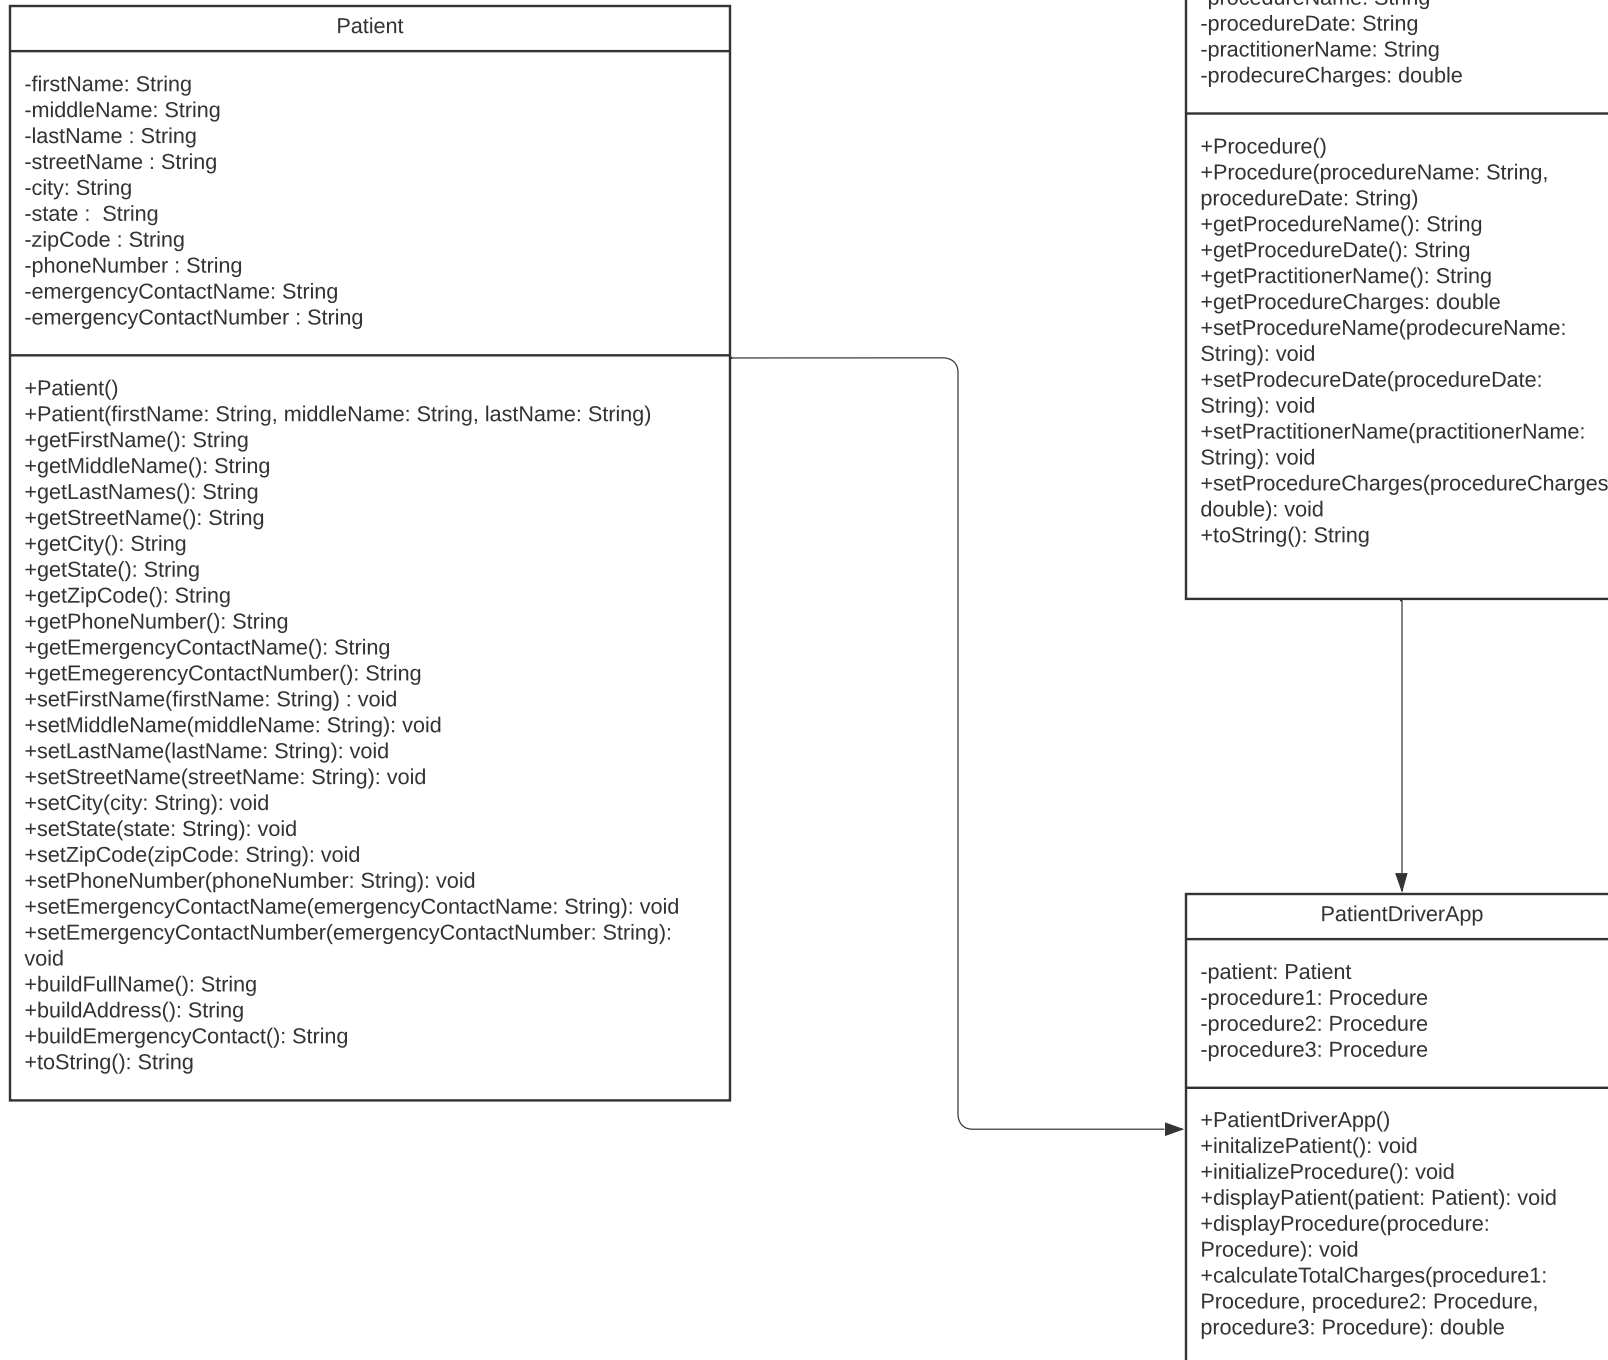 Patient
-firstName: String
-middleName: String
-lastName : String
-streetName : String
-city: String
-state :  String
-zipCode : String
-phoneNumber : String
-emergencyContactName: String
-emergencyContactNumber : String
+Patient()
+Patient(firstName: String, middleName: String, lastName: String)
+getFirstName(): String
+getMiddleName(): String
+getLastNames(): String
+getStreetName(): String
+getCity(): String
+getState(): String
+getZipCode(): String
+getPhoneNumber(): String
+getEmergencyContactName(): String
+getEmegerencyContactNumber(): String
+setFirstName(firstName: String) : void
+setMiddleName(middleName: String): void
+setLastName(lastName: String): void
+setStreetName(streetName: String): void
+setCity(city: String): void
+setState(state: String): void
+setZipCode(zipCode: String): void
+setPhoneNumber(phoneNumber: String): void
+setEmergencyContactName(emergencyContactName: String): void
+setEmergencyContactNumber(emergencyContactNumber: String):
void
+buildFullName(): String
+buildAddress(): String
+buildEmergencyContact(): String
+toString(): String
-procedureName: String
-procedureDate: String
-practitionerName: String
-prodecureCharges: double
+Procedure()
+Procedure(procedureName: String,
procedureDate: String)
+getProcedureName(): String
+getProcedureDate(): String
+getPractitionerName(): String
+getProcedureCharges: double
+setProcedureName(prodecureName:
String): void
+setProdecureDate(procedureDate:
String): void
+setPractitionerName(practitionerName:
String): void
+setProcedureCharges(procedureCharges
double): void
+toString(): String
PatientDriverApp
-patient: Patient
-procedure1: Procedure
-procedure2: Procedure
-procedure3: Procedure
+PatientDriverApp()
+initalizePatient(): void
+initializeProcedure(): void
+displayPatient(patient: Patient): void
+displayProcedure(procedure:
Procedure): void
+calculateTotalCharges(procedure1:
Procedure, procedure2: Procedure,
procedure3: Procedure): double